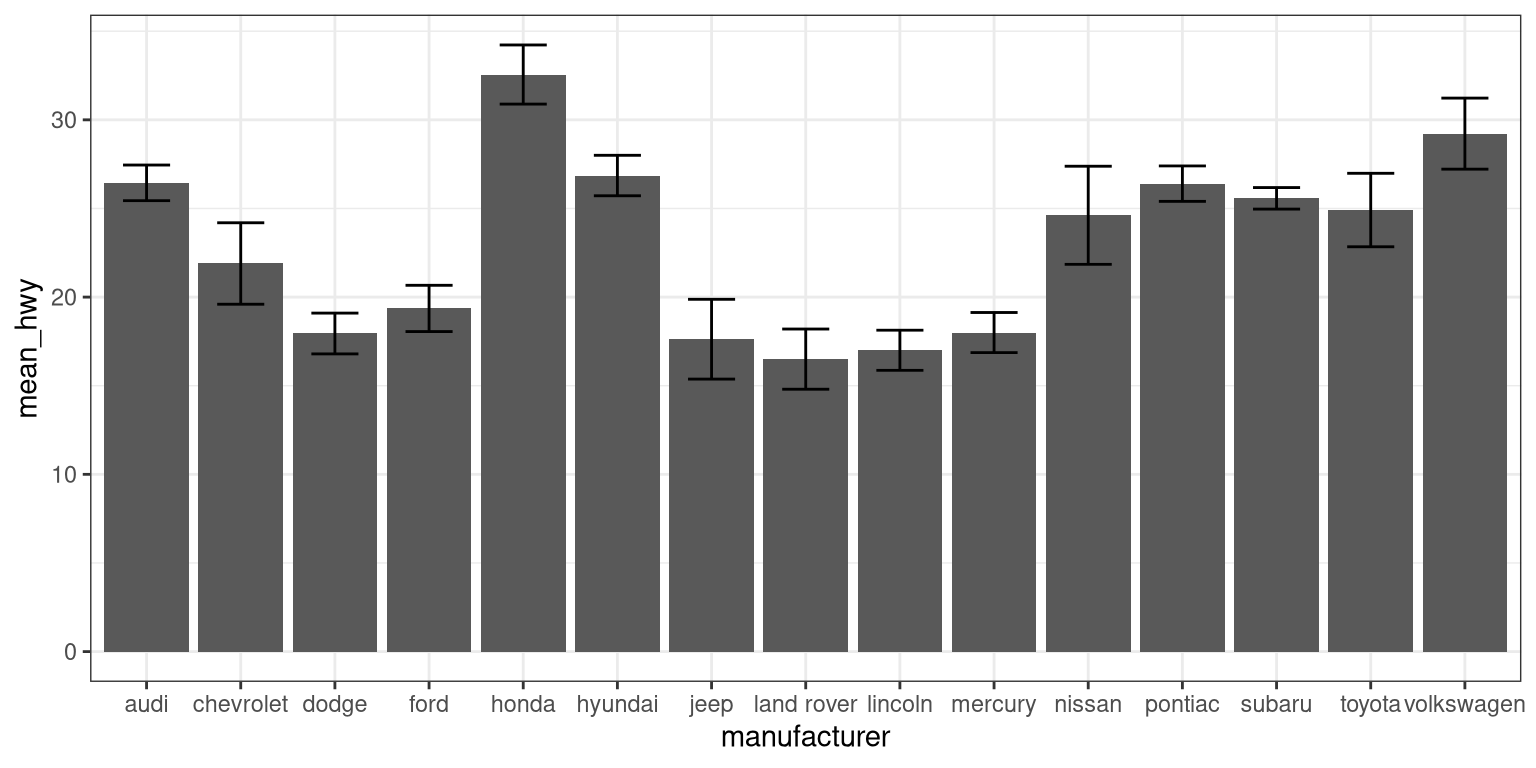 mean_hwy
30
20
10
0
audi chevrolet dodge ford honda hyundai jeep land rover lincoln mercury nissan pontiac subaru toyota volkswagen
manufacturer